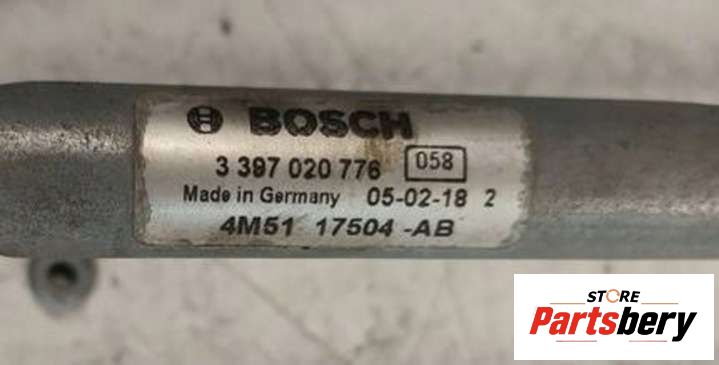 BOSCH
3 397 020 776 058
Made in Germany 05-02-18 2
4M51 17504 -AB
STORE
Partsbery